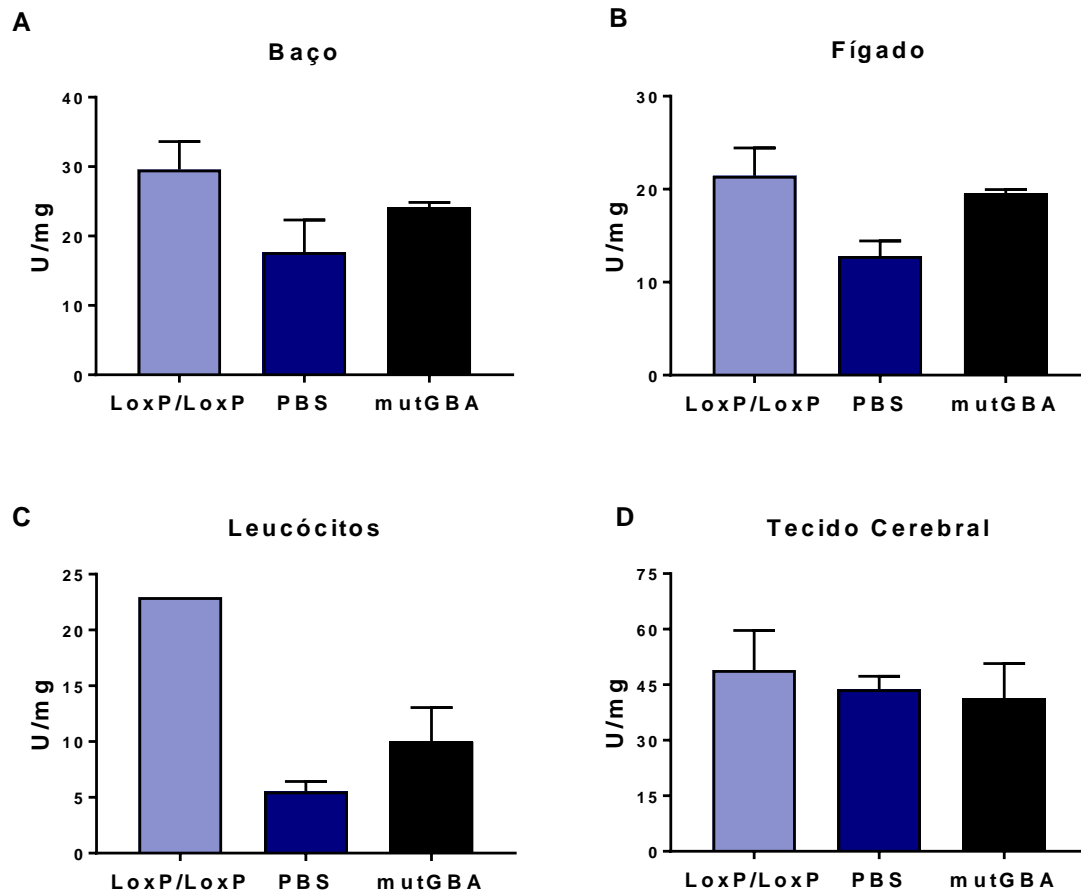 A
Baço
U/mg
40
30
20
10
0
LoxP/LoxP PBS mutGBA
B
Fígado
U/mg
30
20
10
0
LoxP/LoxP PBS mutGBA
C
Leucócitos
U/mg
25
25
15
10
5
0
LoxP/LoxP PBS mutGBA
D
Tecido Cerebral
U/mg
75
60
45
30
15
0
LoxP/LoxP PBS mutGBA